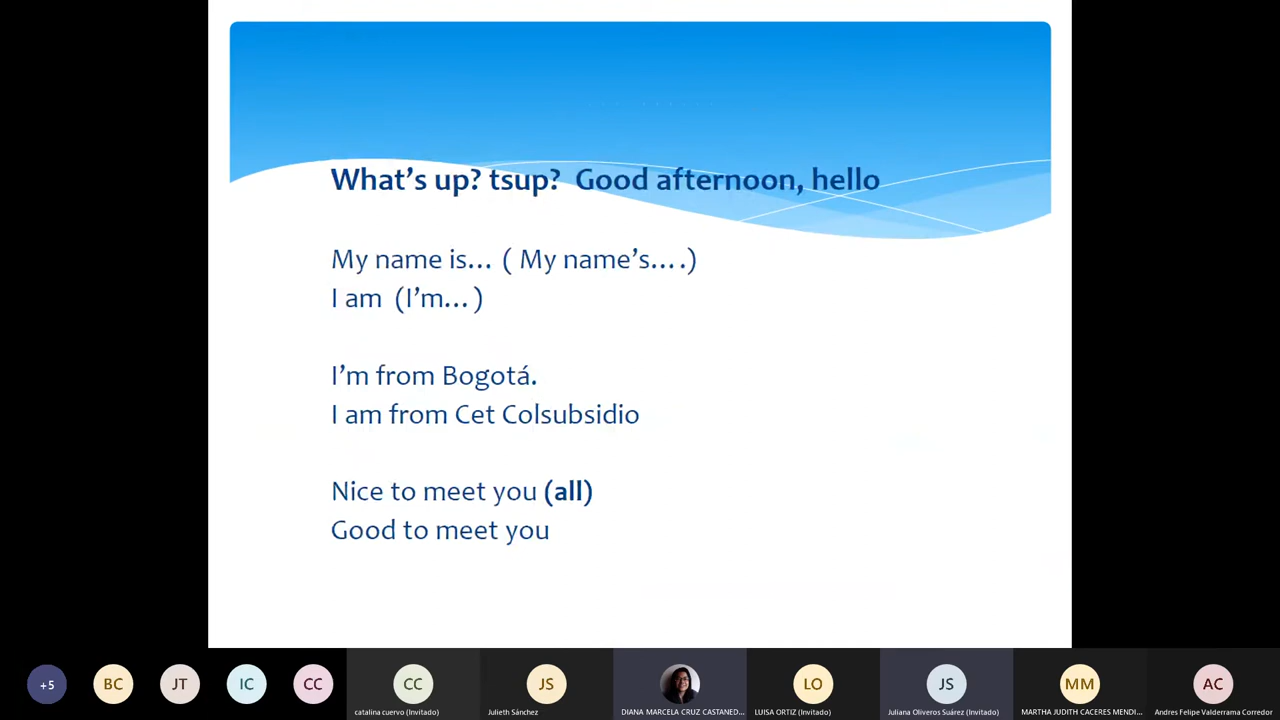 What's up? tsup? Good afternoon, hello
My name is... ( My name's....)
I am (I'm... )
I'm from Bogotá.
I am from Cet Colsubsidio
Nice to meet you (all)
Good to meet you
+5
BC
JT
IC
CC
CC
JS
LO
JS
MM
AC
catalina cuervo (Invitado)
Julieth Sánchez
DIANA MARCELA CRUZ CASTANED...
LUISA ORTIZ (Invitado)
Juliana Oliveros Suárez (Invitado)
MARTHA JUDITH CACERES MENDI...
Andres Felipe Valderrama Corredor